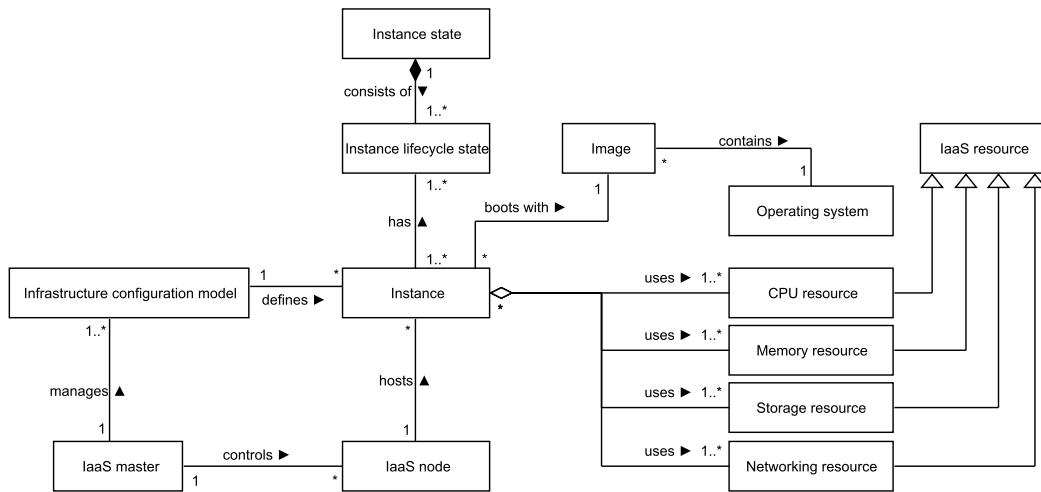 Instance state
1
consists of ▼
1..*
Instance lifecycle state
Image
contains ►
IaaS resource
1..*
*
1
1
Operating system
boots with ►
has ▲
1..*
*
Infrastructure configuration model
1
*
defines ►
Instance
*
uses ► 1..*
CPU resource
1..*
*
uses ► 1..*
Memory resource
manages ▲
hosts ▲
uses ► 1..*
Storage resource
1
1
controls ►
uses ► 1..*
Networking resource
IaaS master
IaaS node
1
*